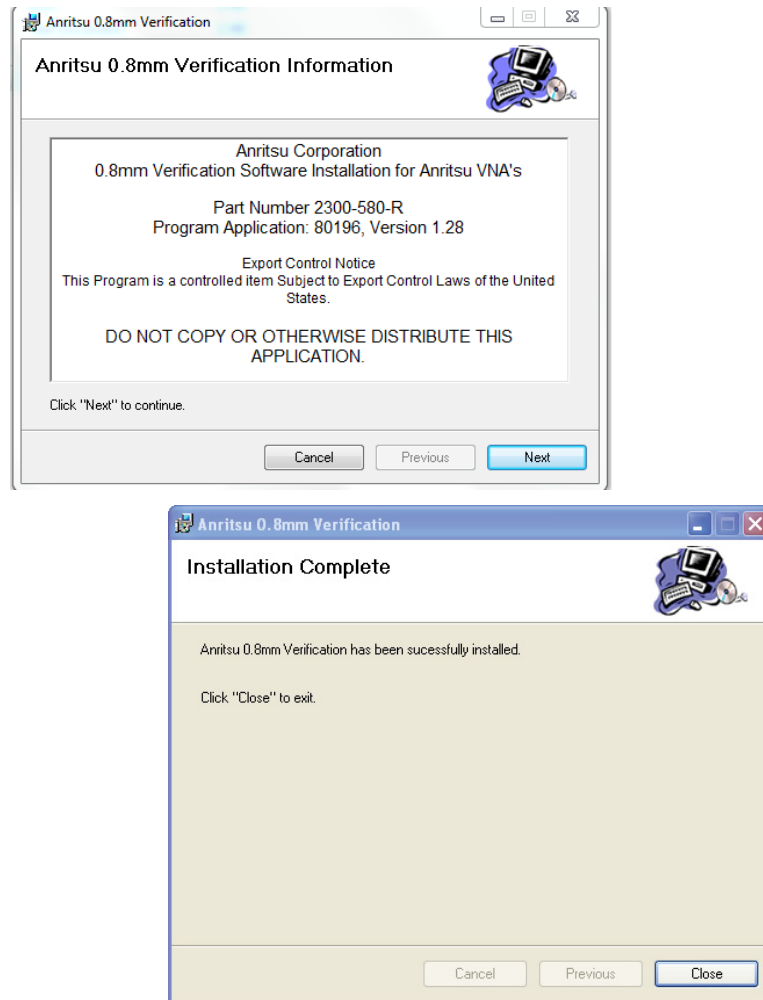 Anritsu 0.8mm Verification
Anritsu 0.8mm Verification Information
Anritsu Corporation
0.8mm Verification Software Installation for Anritsu VNA's
Part Number 2300-580-R
Program Application: 80196, Version 1.28
Export Control Notice
This Program is a controlled item Subject to Export Control Laws of the United
States.
DO NOT COPY OR OTHERWISE DISTRIBUTE THIS
APPLICATION.
Click "Next" to continue.
Cancel Previous Next
Anritsu 0.8mm Verification
Installation Complete
Anritsu 0.8mm Verification has been sucessfully installed.
Click "Close" to exit.
Cancel Previous Close